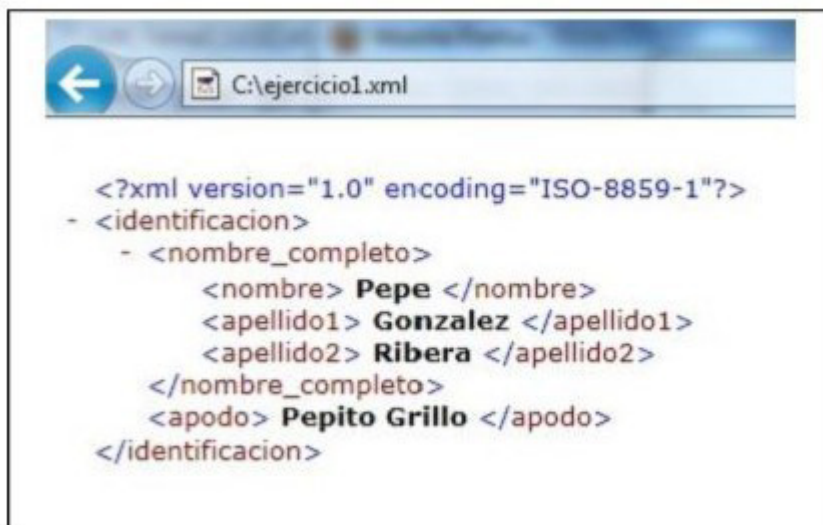 C:\ejercicio1.xml
<?xml version="1.0" encoding="ISO-8859-1"?>
- <identificacion>
- <nombre_completo>
<nombre> Pepe </nombre>
<apellido1> Gonzalez </apellido1>
<apellido2> Ribera </apellido2>
</nombre_completo>
<apodo> Pepito Grillo </apodo>
</identificacion>